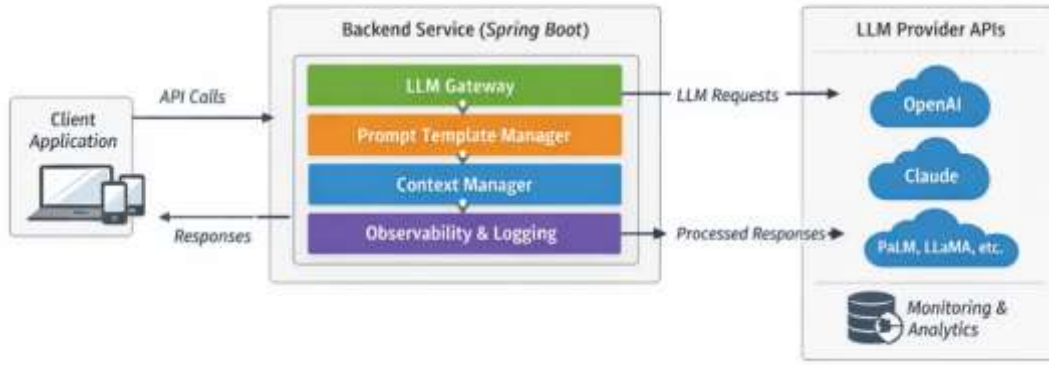 Backend Service (Spring Boot)
LLM Provider APIs
LLM Gateway
API Calls
LLM Requests
OpenAI
Client
Application
Prompt Template Manager
Context Manager
Claude
Responses
Observability & Logging
Processed Responses
PaLM, LLaMA, etc.
Monitoring &
Analytics